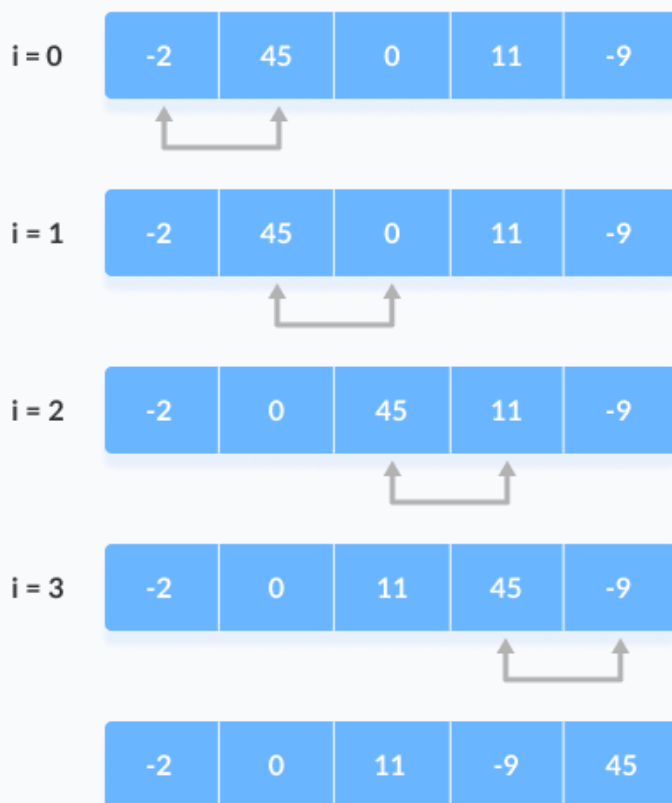 i = 0 -2 45 0 11 -9
i = 1 -2 45 0 11 -9
i = 2 -2 0 45 11 -9
i = 3 -2 0 11 45 -9
-2 0 11 -9 45